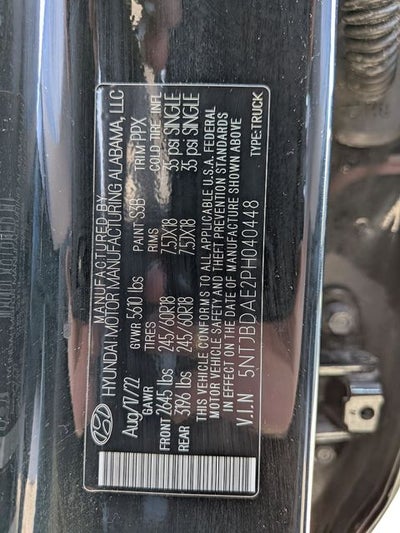 MANUFACTURED BY
HYUNDAI MOTOR MANUFACTURING ALABAMA, LLC
Aug/17/22 GVWR 5610 lbs PAINT S3B TRIM PPX
GAWR TIRES RIMS COLD TIRE INFL
FRONT 2645 lbs 245/60R18 7.5JX18 35 psi SINGLE
REAR 3196 lbs 245/60R18 7.5JX18 35 psi SINGLE
THIS VEHICLE CONFORMS TO ALL APPLICABLE U.S.A. FEDERAL
MOTOR VEHICLE SAFETY AND THEFT PREVENTION STANDARDS
IN EFFECT ON THE DATE OF MANUFACTURE SHOWN ABOVE
V.I.N 5NTJBDAE2PH040448 TYPE:TRUCK